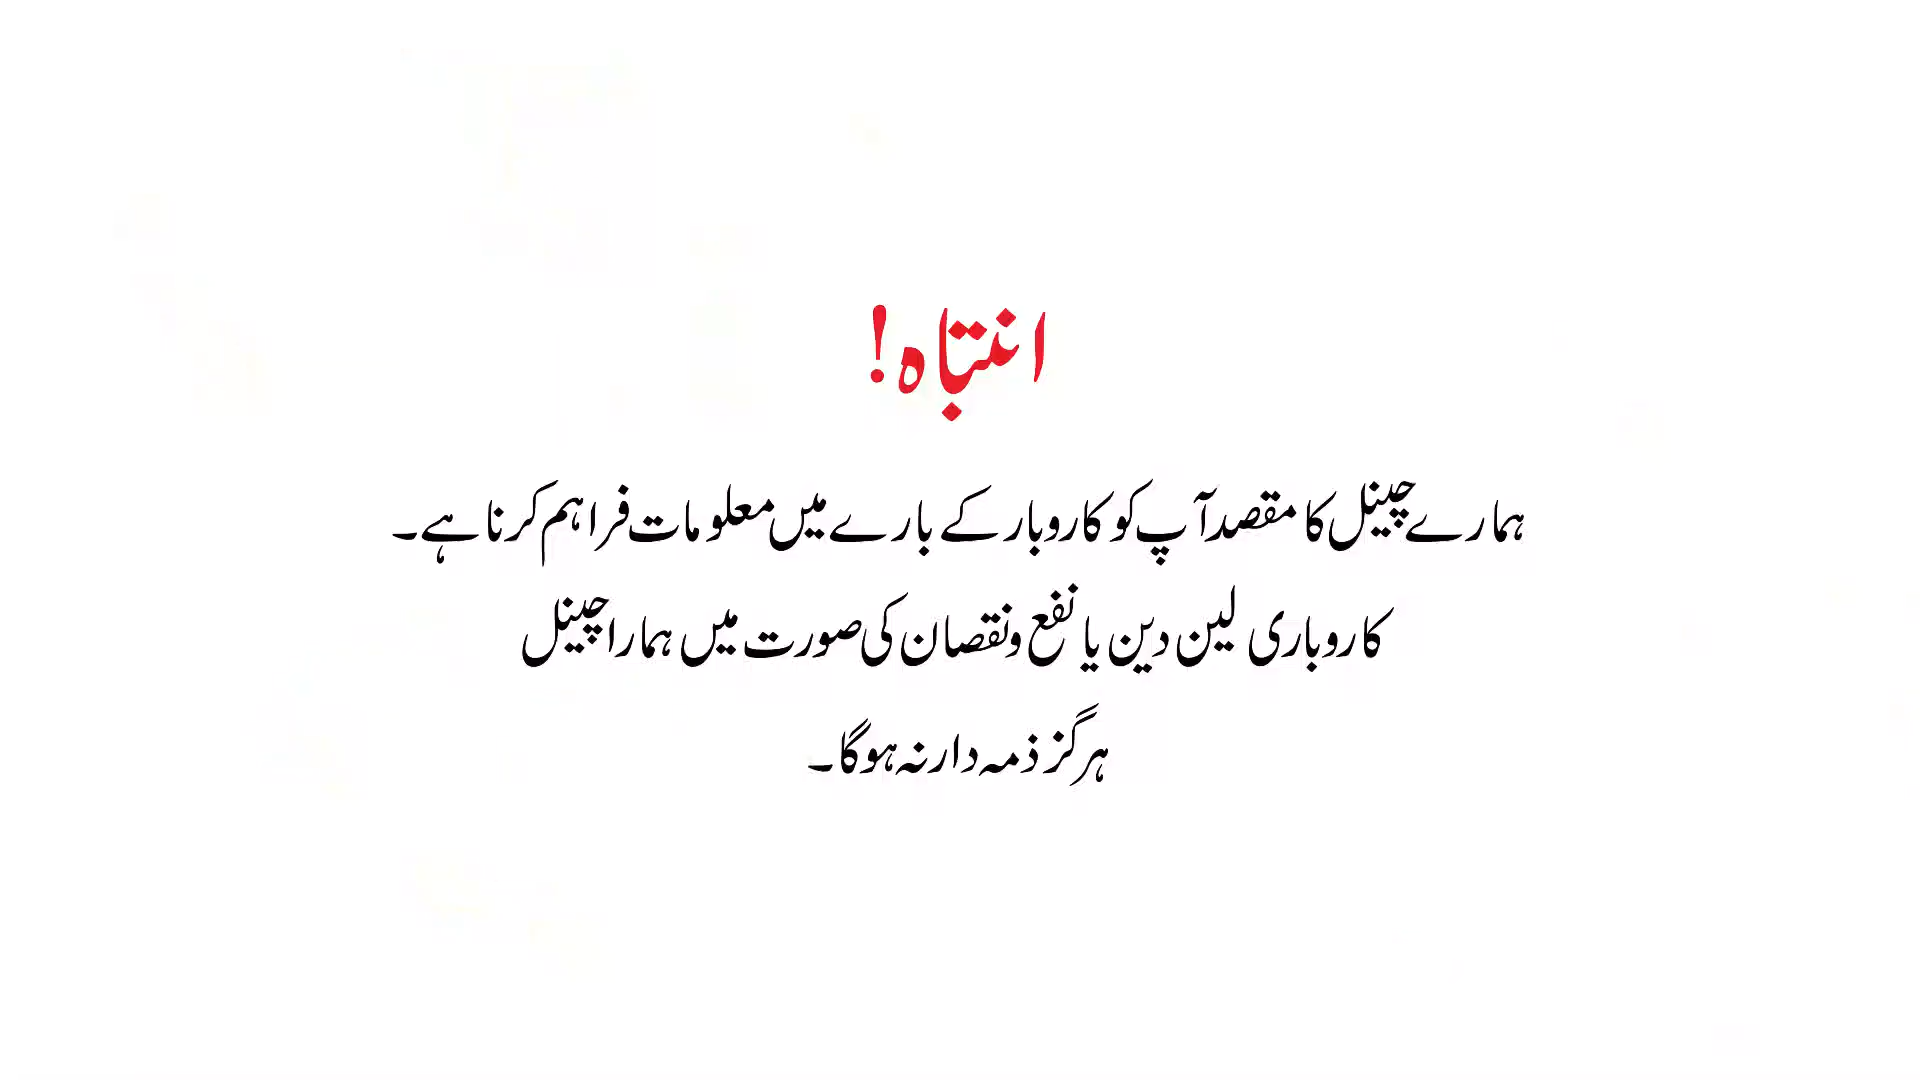 انتباہ!
ہمارے چینل کا مقصد آپ کو کاروبار کے بارے میں معلومات فراہم کرنا ہے۔
کاروباری لین دین یا نفع ونقصان کی صورت میں ہمارا چینل
ہرگز ذمہ دار نہ ہوگا۔